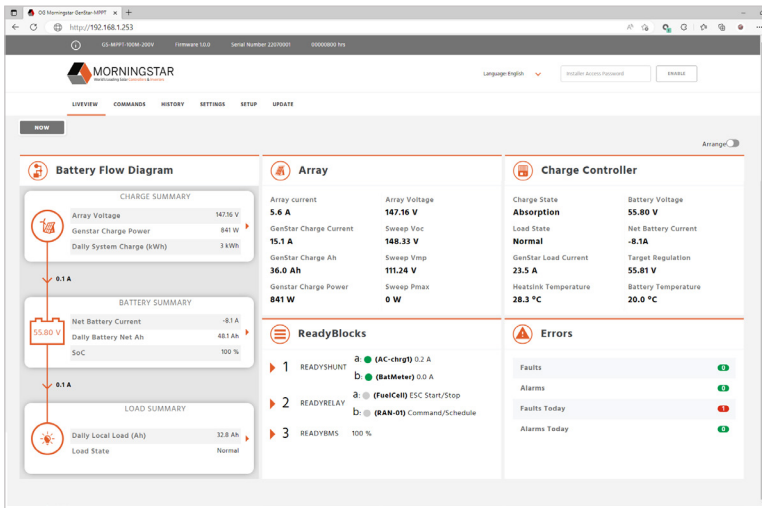 DG Morningstar GenStar-MPPT
http://192.168.1.253
GS-MPPT-100M-200V Firmware 1.0.0 Serial Number 22070001 00000800 hrs
MORNINGSTAR
World's Leading Solar Controllers & Inverters
Language: English
Installer Access Password
ENABLE
LIVEVIEW COMMANDS HISTORY SETTINGS SETUP UPDATE
NOW
Arrange
Battery Flow Diagram
CHARGE SUMMARY
Array Voltage 147.16 V
Genstar Charge Power 841 W
Daily System Charge (kWh) 3 kWh
0.1 A
BATTERY SUMMARY
55.80 V
Net Battery Current -8.1 A
Daily Battery Net Ah 48.1 Ah
SoC 100 %
0.1 A
LOAD SUMMARY
Daily Local Load (Ah) 32.8 Ah
Load State Normal
Array
Array current Array Voltage
5.6 A 147.16 V
GenStar Charge Current Sweep Voc
15.1 A 148.33 V
GenStar Charge Ah Sweep Vmp
36.0 Ah 111.24 V
Genstar Charge Power Sweep Pmax
841 W 0 W
Charge Controller
Charge State Battery Voltage
Absorption 55.80 V
Load State Net Battery Current
Normal -8.1A
GenStar Load Current Target Regulation
23.5 A 55.81 V
Heatsink Temperature Battery Temperature
28.3 ºC 20.0 ºC
ReadyBlocks
1 READYSHUNT a: (AC-chrg1) 0.2 A
b: (BatMeter) 0.0 A
2 READYRELAY a: (FuelCell) ESC Start/Stop
b: (RAN-01) Command/Schedule
3 READYBMS 100 %
Errors
Faults 0
Alarms 0
Faults Today 1
Alarms Today 0